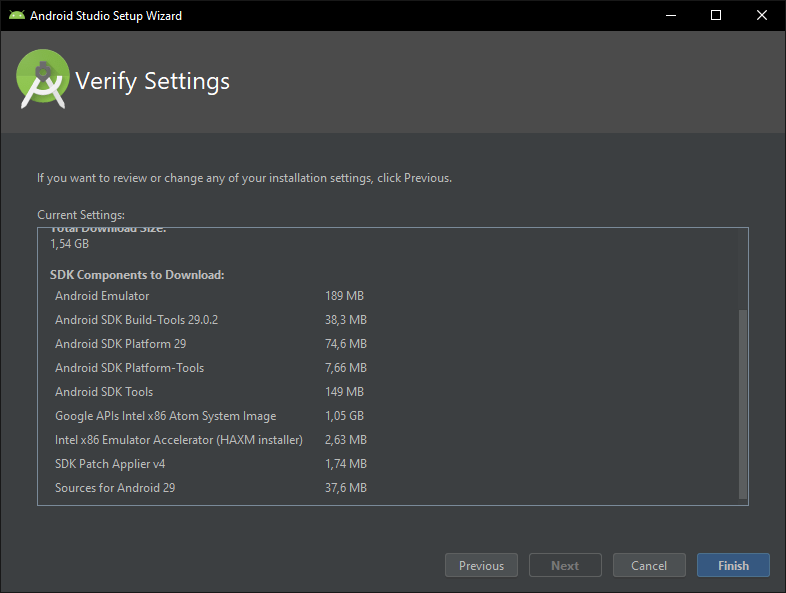 Android Studio Setup Wizard
Verify Settings
If you want to review or change any of your installation settings, click Previous.
Current Settings:
Total Download Size:
1,54 GB
SDK Components to Download:
Android Emulator 189 MB
Android SDK Build-Tools 29.0.2 38,3 MB
Android SDK Platform 29 74,6 MB
Android SDK Platform-Tools 7,66 MB
Android SDK Tools 149 MB
Google APIs Intel x86 Atom System Image 1,05 GB
Intel x86 Emulator Accelerator (HAXM installer) 2,63 MB
SDK Patch Applier v4 1,74 MB
Sources for Android 29 37,6 MB
Previous Next Cancel Finish